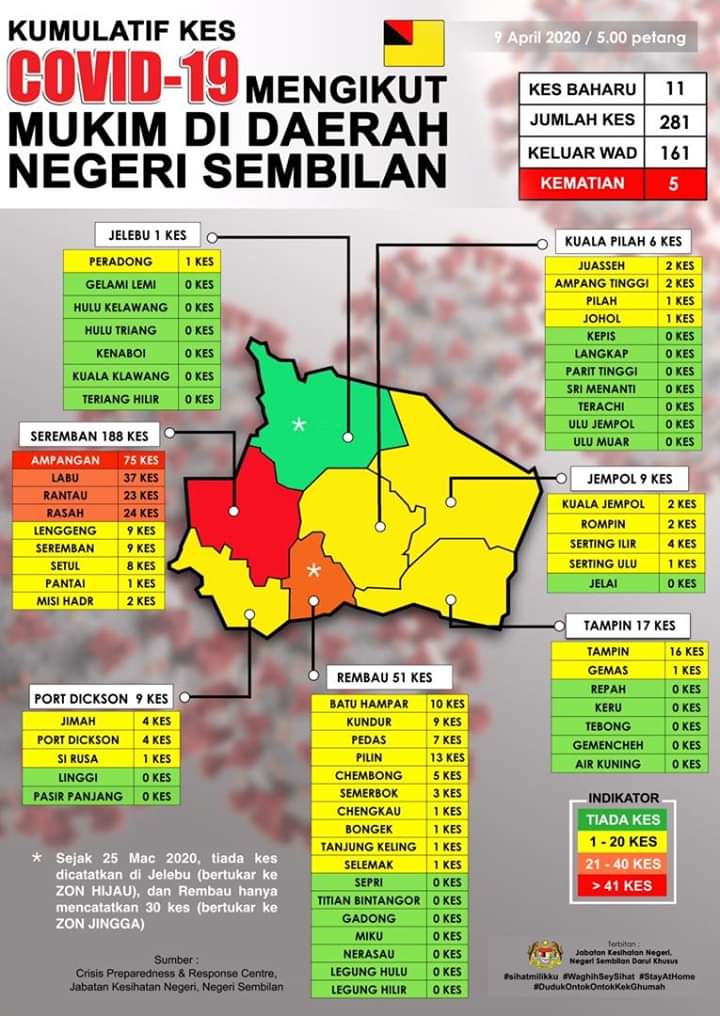 KUMULATIF KES
COVID-19 MENGIKUT
MUKIM DI DAERAH
NEGERI SEMBILAN
9 April 2020 / 5.00 petang
KES BAHARU 11
JUMLAH KES 281
KELUAR WAD 161
KEMATIAN 5
JELEBU 1 KES
PERADONG 1 KES
GELAMI LEMI 0 KES
HULU KELAWANG 0 KES
HULU TRIANG 0 KES
KENABOI 0 KES
KUALA KLAWANG 0 KES
TERIANG HILIR 0 KES
KUALA PILAH 6 KES
JUASSEH 2 KES
AMPANG TINGGI 2 KES
PILAH 1 KES
JOHOL 1 KES
KEPIS 0 KES
LANGKAP 0 KES
PARIT TINGGI 0 KES
SRI MENANTI 0 KES
TERACHI 0 KES
ULU JEMPOL 0 KES
ULU MUAR 0 KES
SEREMBAN 188 KES
AMPANGAN 75 KES
LABU 37 KES
RANTAU 23 KES
RASAH 24 KES
LENGGENG 9 KES
SEREMBAN 9 KES
SETUL 8 KES
PANTAI 1 KES
MISI HADR 2 KES
JEMPOL 9 KES
KUALA JEMPOL 2 KES
ROMPIN 2 KES
SERTING ILIR 4 KES
SERTING ULU 1 KES
JELAI 0 KES
*
*
TAMPIN 17 KES
TAMPIN 16 KES
GEMAS 1 KES
REPAH 0 KES
KERU 0 KES
TEBONG 0 KES
GEMENCHEH 0 KES
AIR KUNING 0 KES
PORT DICKSON 9 KES
JIMAH 4 KES
PORT DICKSON 4 KES
SI RUSA 1 KES
LINGGI 0 KES
PASIR PANJANG 0 KES
REMBAU 51 KES
BATU HAMPAR 10 KES
KUNDUR 9 KES
PEDAS 7 KES
PILIN 13 KES
CHEMBONG 5 KES
SEMERBOK 3 KES
CHENGKAU 1 KES
BONGEK 1 KES
TANJUNG KELING 1 KES
SELEMAK 1 KES
SEPRI 0 KES
TITIAN BINTANGOR 0 KES
GADONG 0 KES
MIKU 0 KES
NERASAU 0 KES
LEGUNG HULU 0 KES
LEGUNG HILIR 0 KES
INDIKATOR
TIADA KES
1 - 20 KES
21 - 40 KES
> 41 KES
* Sejak 25 Mac 2020, tiada kes
dicatatkan di Jelebu (bertukar ke
ZON HIJAU), dan Rembau hanya
mencatatkan 30 kes (bertukar ke
ZON JINGGA)
Sumber :
Crisis Preparedness & Response Centre,
Jabatan Kesihatan Negeri, Negeri Sembilan
Terbitan :
Jabatan Kesihatan Negeri,
Negeri Sembilan Darul Khusus
#sihatmilikku #WaghihSeySihat #StayAtHome
#DudukOntokOntokKekGhumah